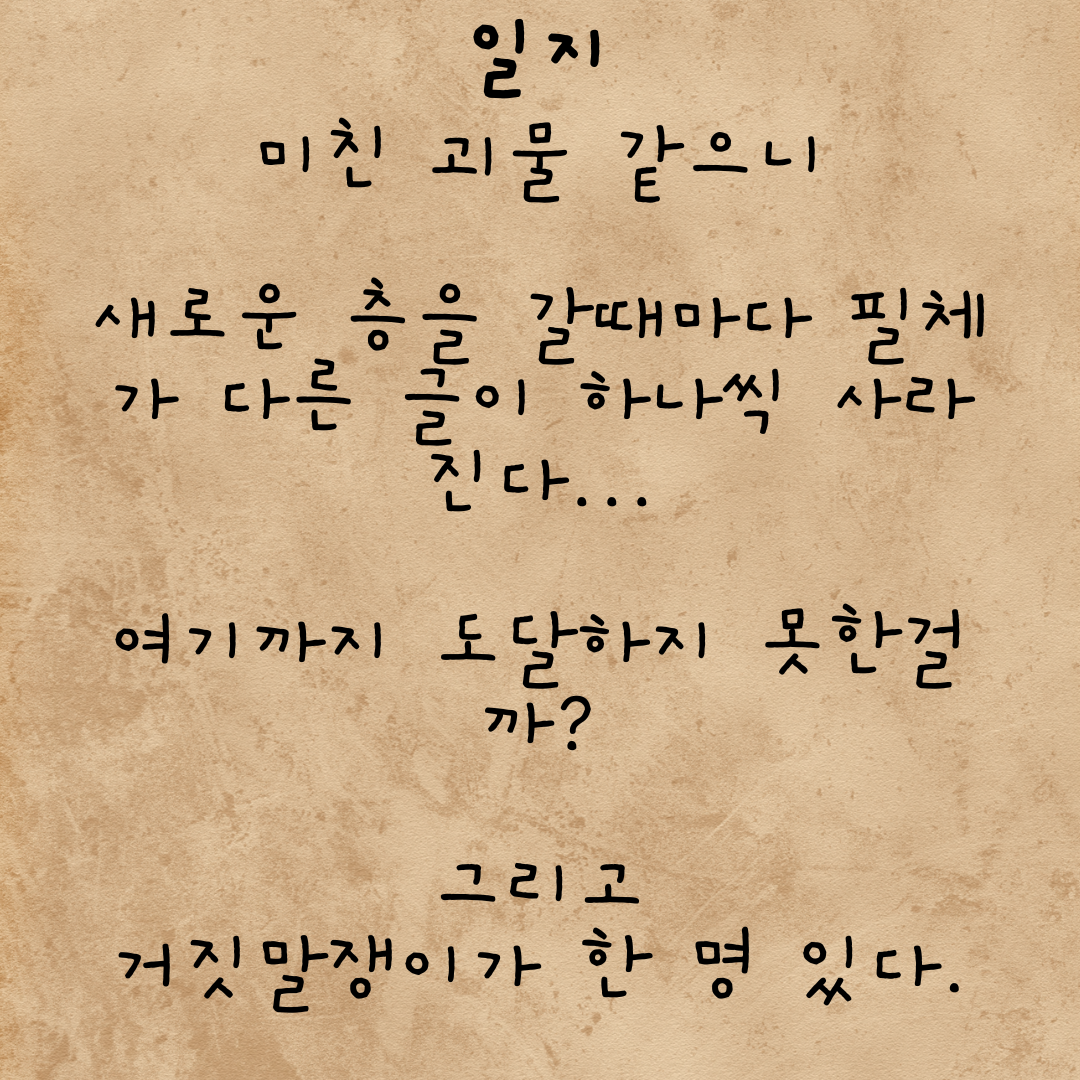 일지
미친 괴물 같으니
새로운 층을 갈때마다 필체
가 다른 글이 하나씩 사라
진다...
여기까지 도달하지 못한걸
까?
그리고
거짓말쟁이가 한 명 있다.